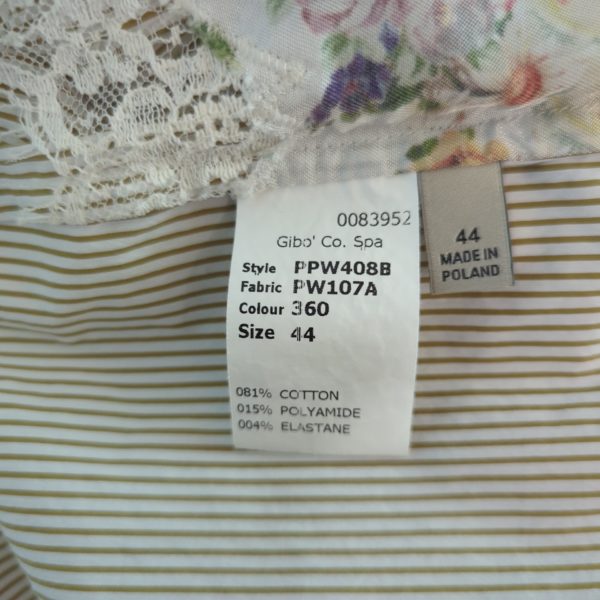 0083952
Gibo' Co. Spa
Style PPW408B
Fabric PW107A
Colour 360
Size 44
081% COTTON
015% POLYAMIDE
004% ELASTANE
44
MADE IN
POLAND